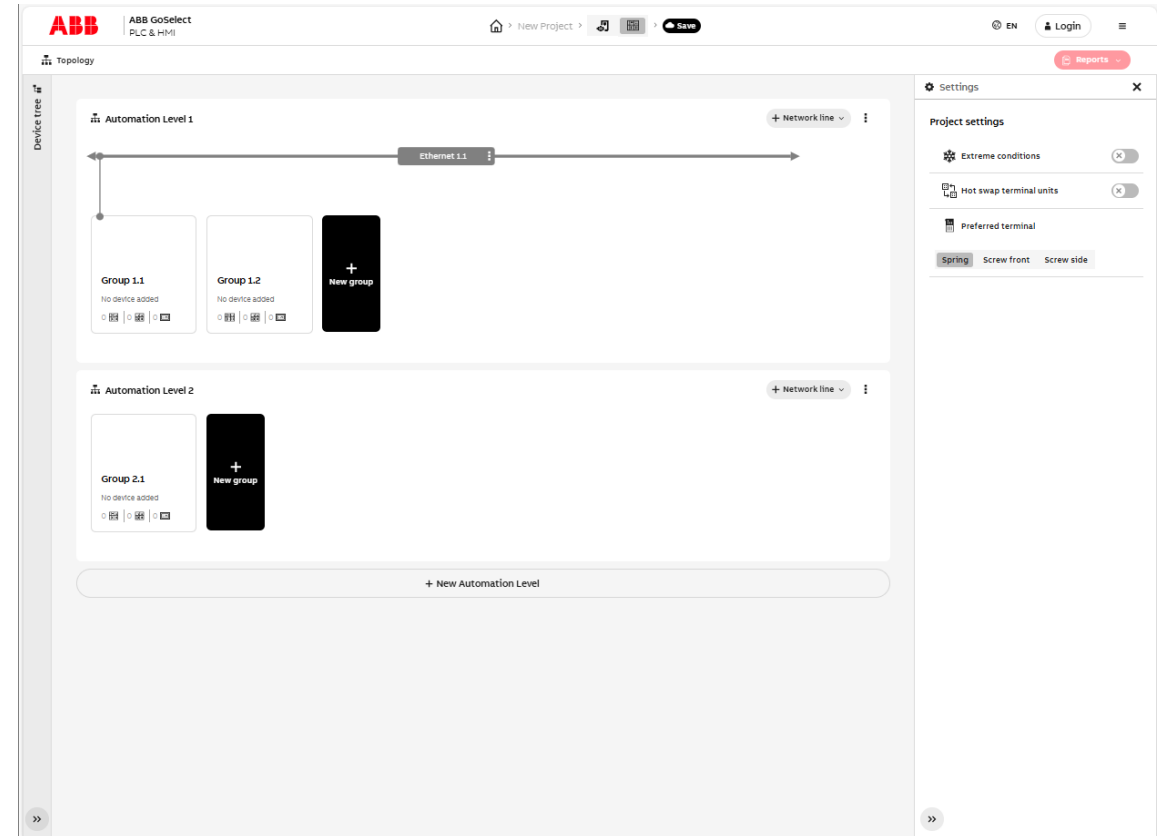 ABB
ABB GoSelect
PLC & HMI
New Project
Save
EN
Login
Topology
Reports
Device tree
Automation Level 1
+ Network line
Ethernet 1.1
Group 1.1
No device added
0 0 0
Group 1.2
No device added
0 0 0
+
New group
Automation Level 2
+ Network line
Group 2.1
No device added
0 0 0
+
New group
+ New Automation Level
Settings
Project settings
Extreme conditions
Hot swap terminal units
Preferred terminal
Spring Screw front Screw side